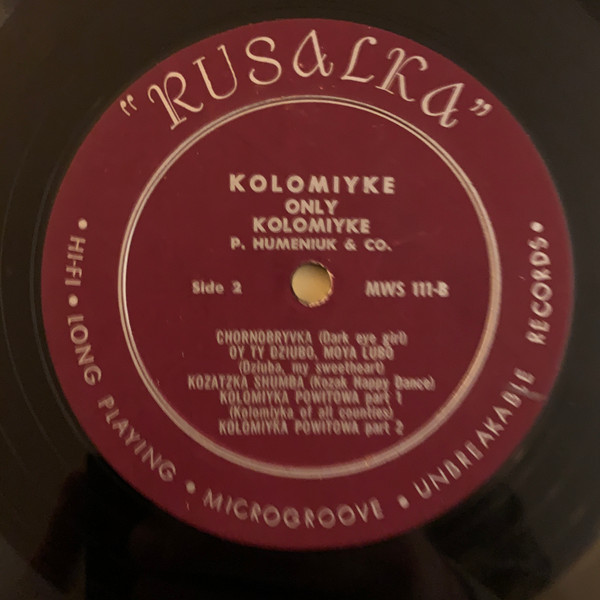 "RUSALKA"
KOLOMIYKE
ONLY
KOLOMIYKE
P. HUMENIUK & CO.
Side 2
MWS 111-B
CHORNOBRYVKA (Dark eye girl)
OY TY DZIUBO, MOYA LUBO
(Dziuba, my sweetheart)
KOZATZKA SHUMBA (Kozak Happy Dance)
KOLOMIYKA POWITOWA part 1
(Kolomiyka of all counties)
KOLOMIYKA POWITOWA part 2
• HI-FI • LONG PLAYING • MICROGROOVE • UNBREAKABLE RECORDS •